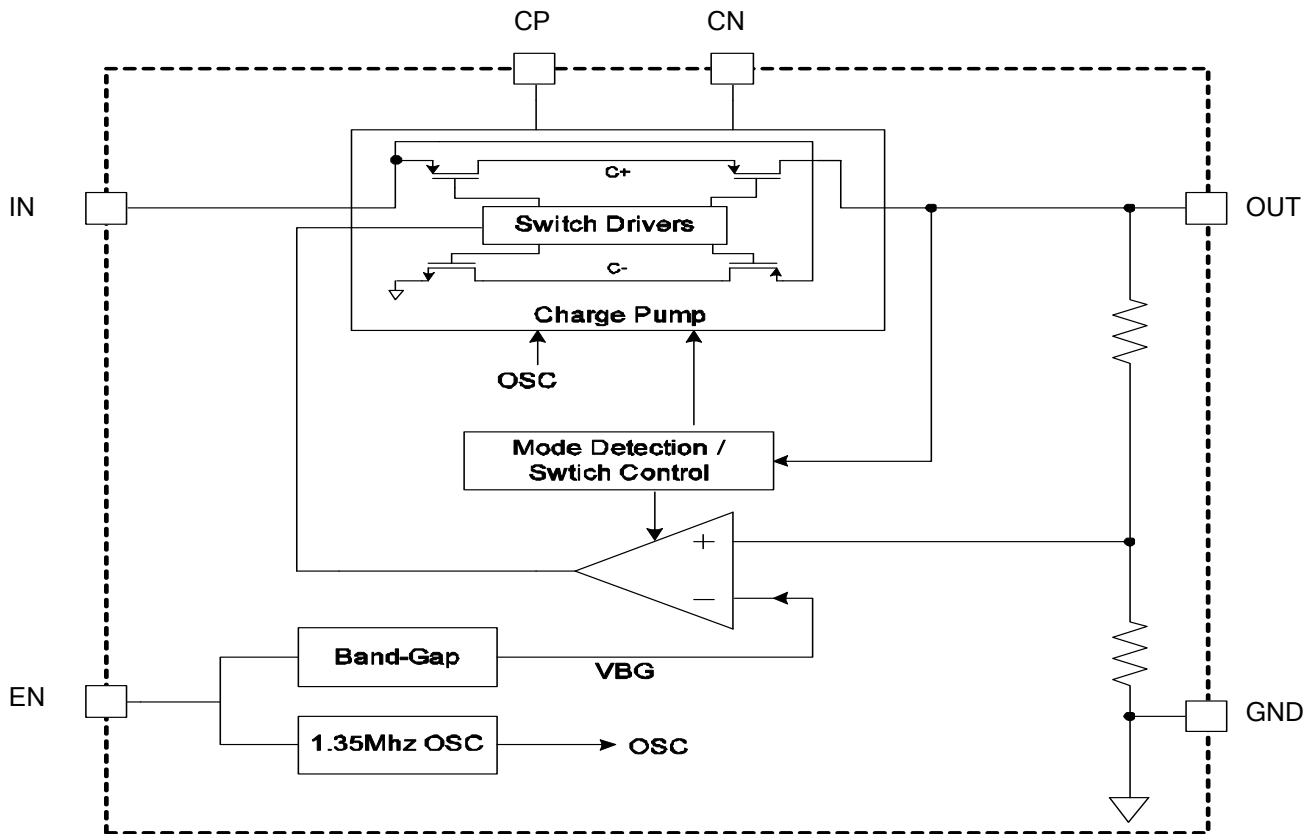 CP
CN
IN
C+
OUT
Switch Drivers
C-
Charge Pump
OSC
Mode Detection /
Swtich Control
+
—
Band-Gap
VBG
EN
GND
1.35Mhz OSC
OSC